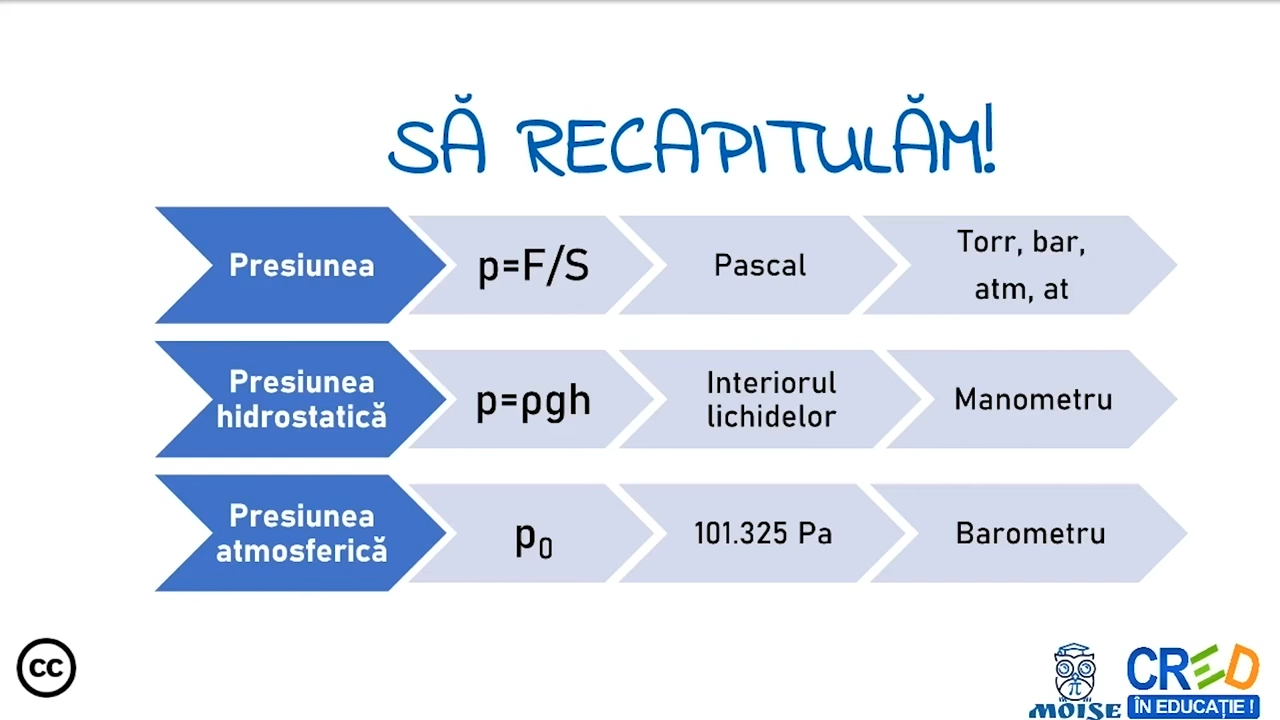 SĂ RECAPITULĂM!
Presiunea
p=F/S
Pascal
Torr, bar,
atm, at
Presiunea
hidrostatică
p=ρgh
Interiorul
lichidelor
Manometru
Presiunea
atmosferică
p₀
101.325 Pa
Barometru
cc
π
MOISE
CRED
ÎN EDUCAȚIE !